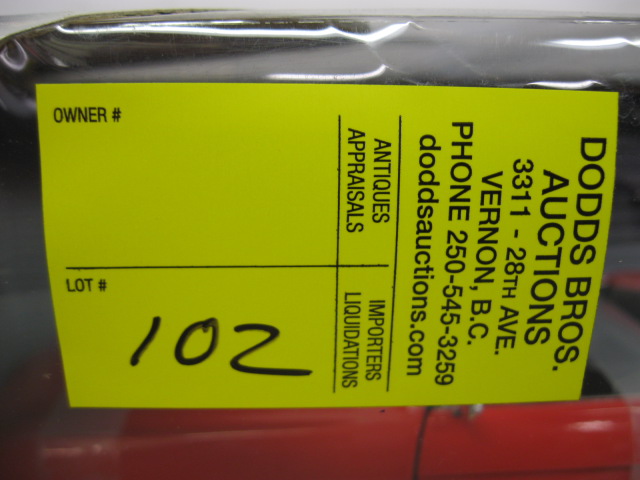 DODDS BROS.
AUCTIONS
3311 - 28TH AVE.
VERNON, B.C.
PHONE 250-545-3259
doddsauctions.com
ANTIQUES
APPRAISALS
IMPORTERS
LIQUIDATIONS
OWNER #
LOT #
102